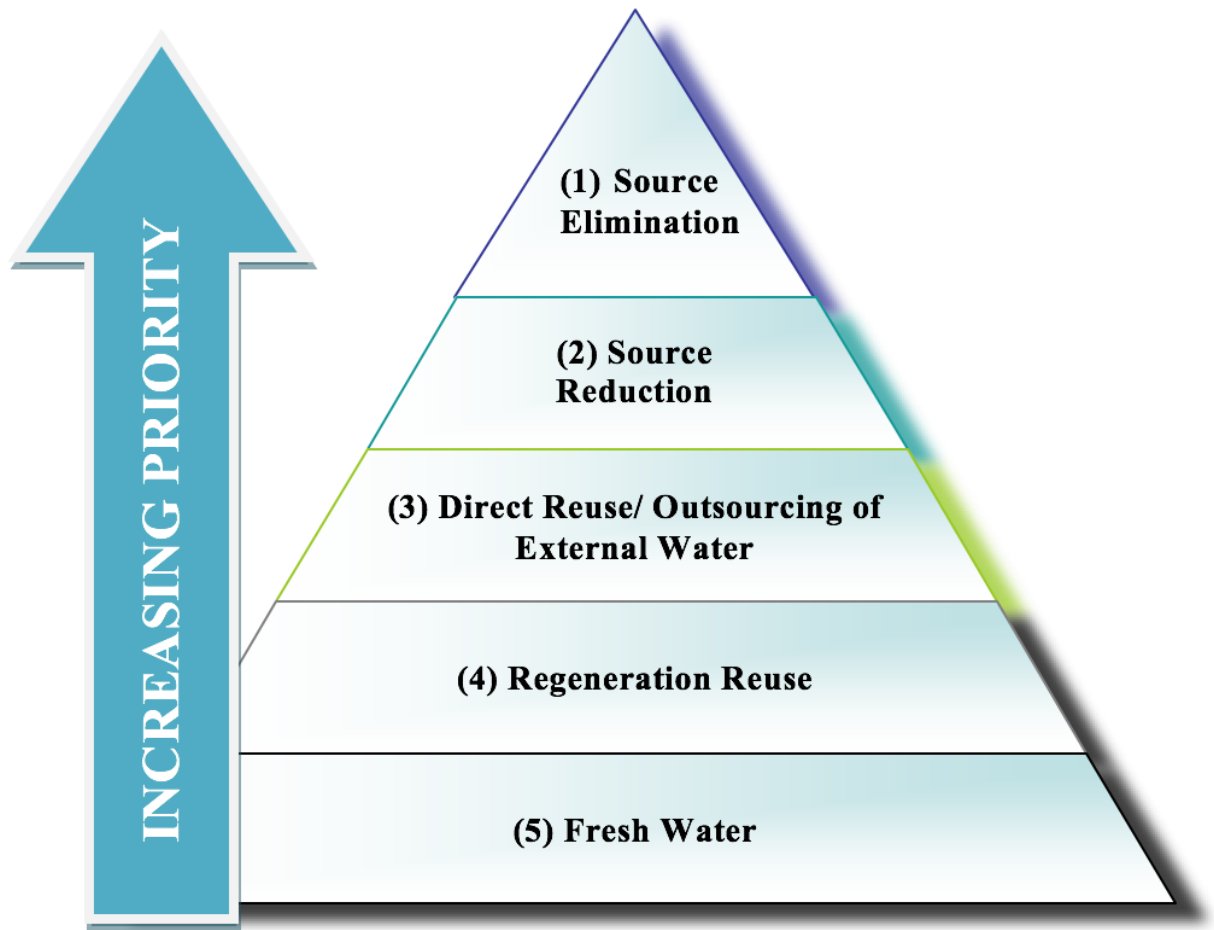 INCREASING PRIORITY
(1) Source
Elimination
(2) Source
Reduction
(3) Direct Reuse/ Outsourcing of
External Water
(4) Regeneration Reuse
(5) Fresh Water